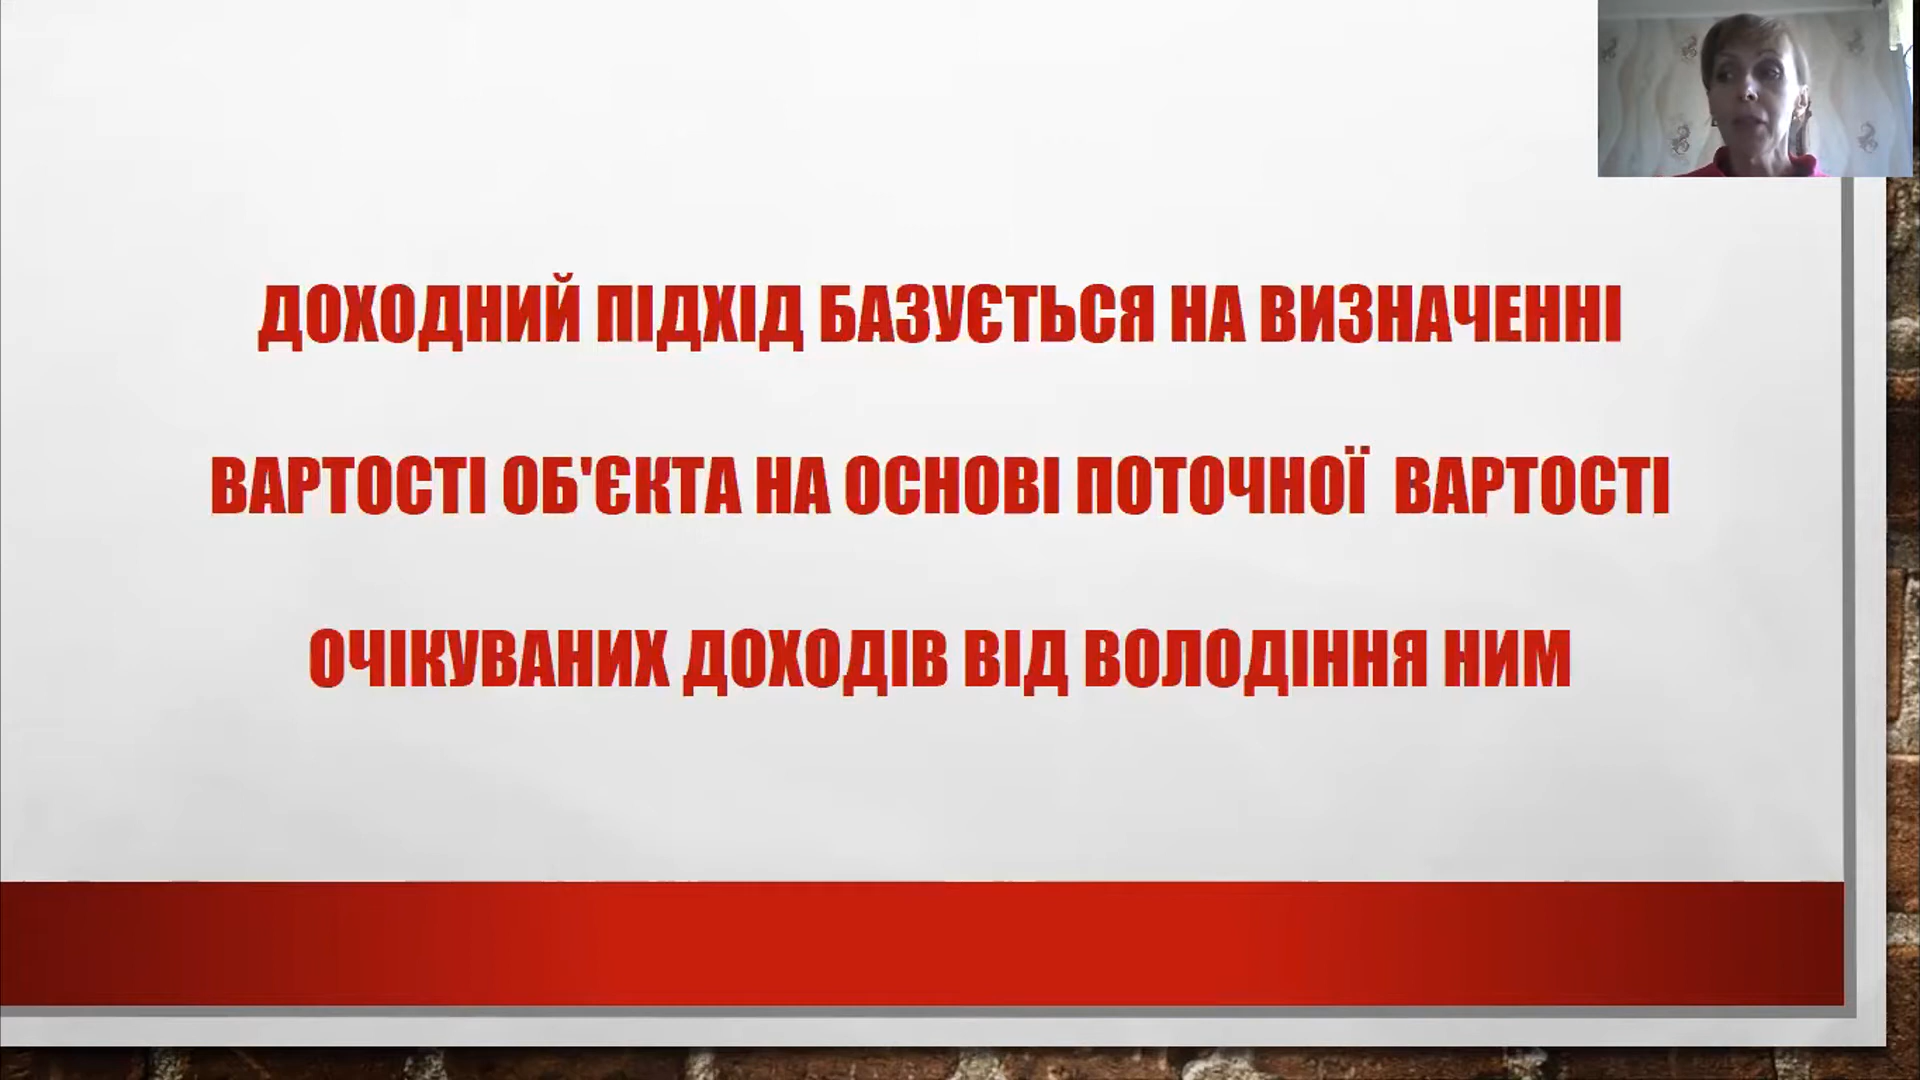 ДОХОДНИЙ ПІДХІД БАЗУЄТЬСЯ НА ВИЗНАЧЕННІ
ВАРТОСТІ ОБ'ЄКТА НА ОСНОВІ ПОТОЧНОЇ ВАРТОСТІ
ОЧІКУВАНИХ ДОХОДІВ ВІД ВОЛОДІННЯ НИМ